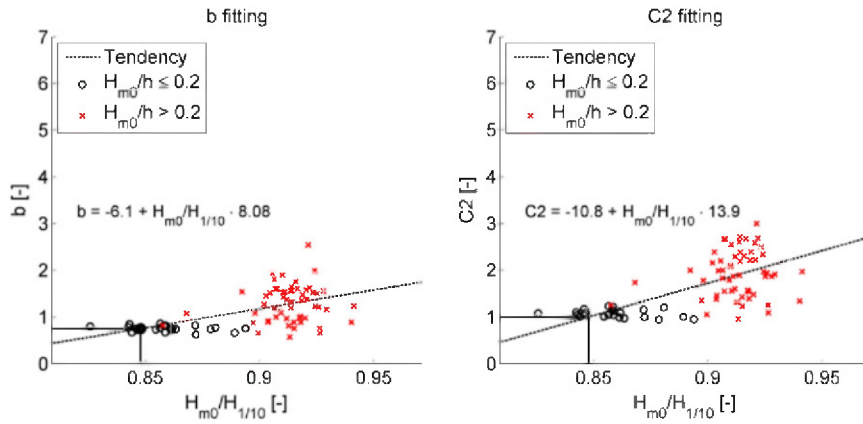 b fitting
7
6
5
4
3
2
1
0
b [-]
Tendency
H_m0/h ≤ 0.2
H_m0/h > 0.2
b = -6.1 + H_m0/H_1/10 · 8.08
0.85
0.9
0.95
H_m0/H_1/10 [-]
C2 fitting
7
6
5
4
3
2
1
0
C2 [-]
Tendency
H_m0/h ≤ 0.2
H_m0/h > 0.2
C2 = -10.8 + H_m0/H_1/10 · 13.9
0.85
0.9
0.95
H_m0/H_1/10 [-]